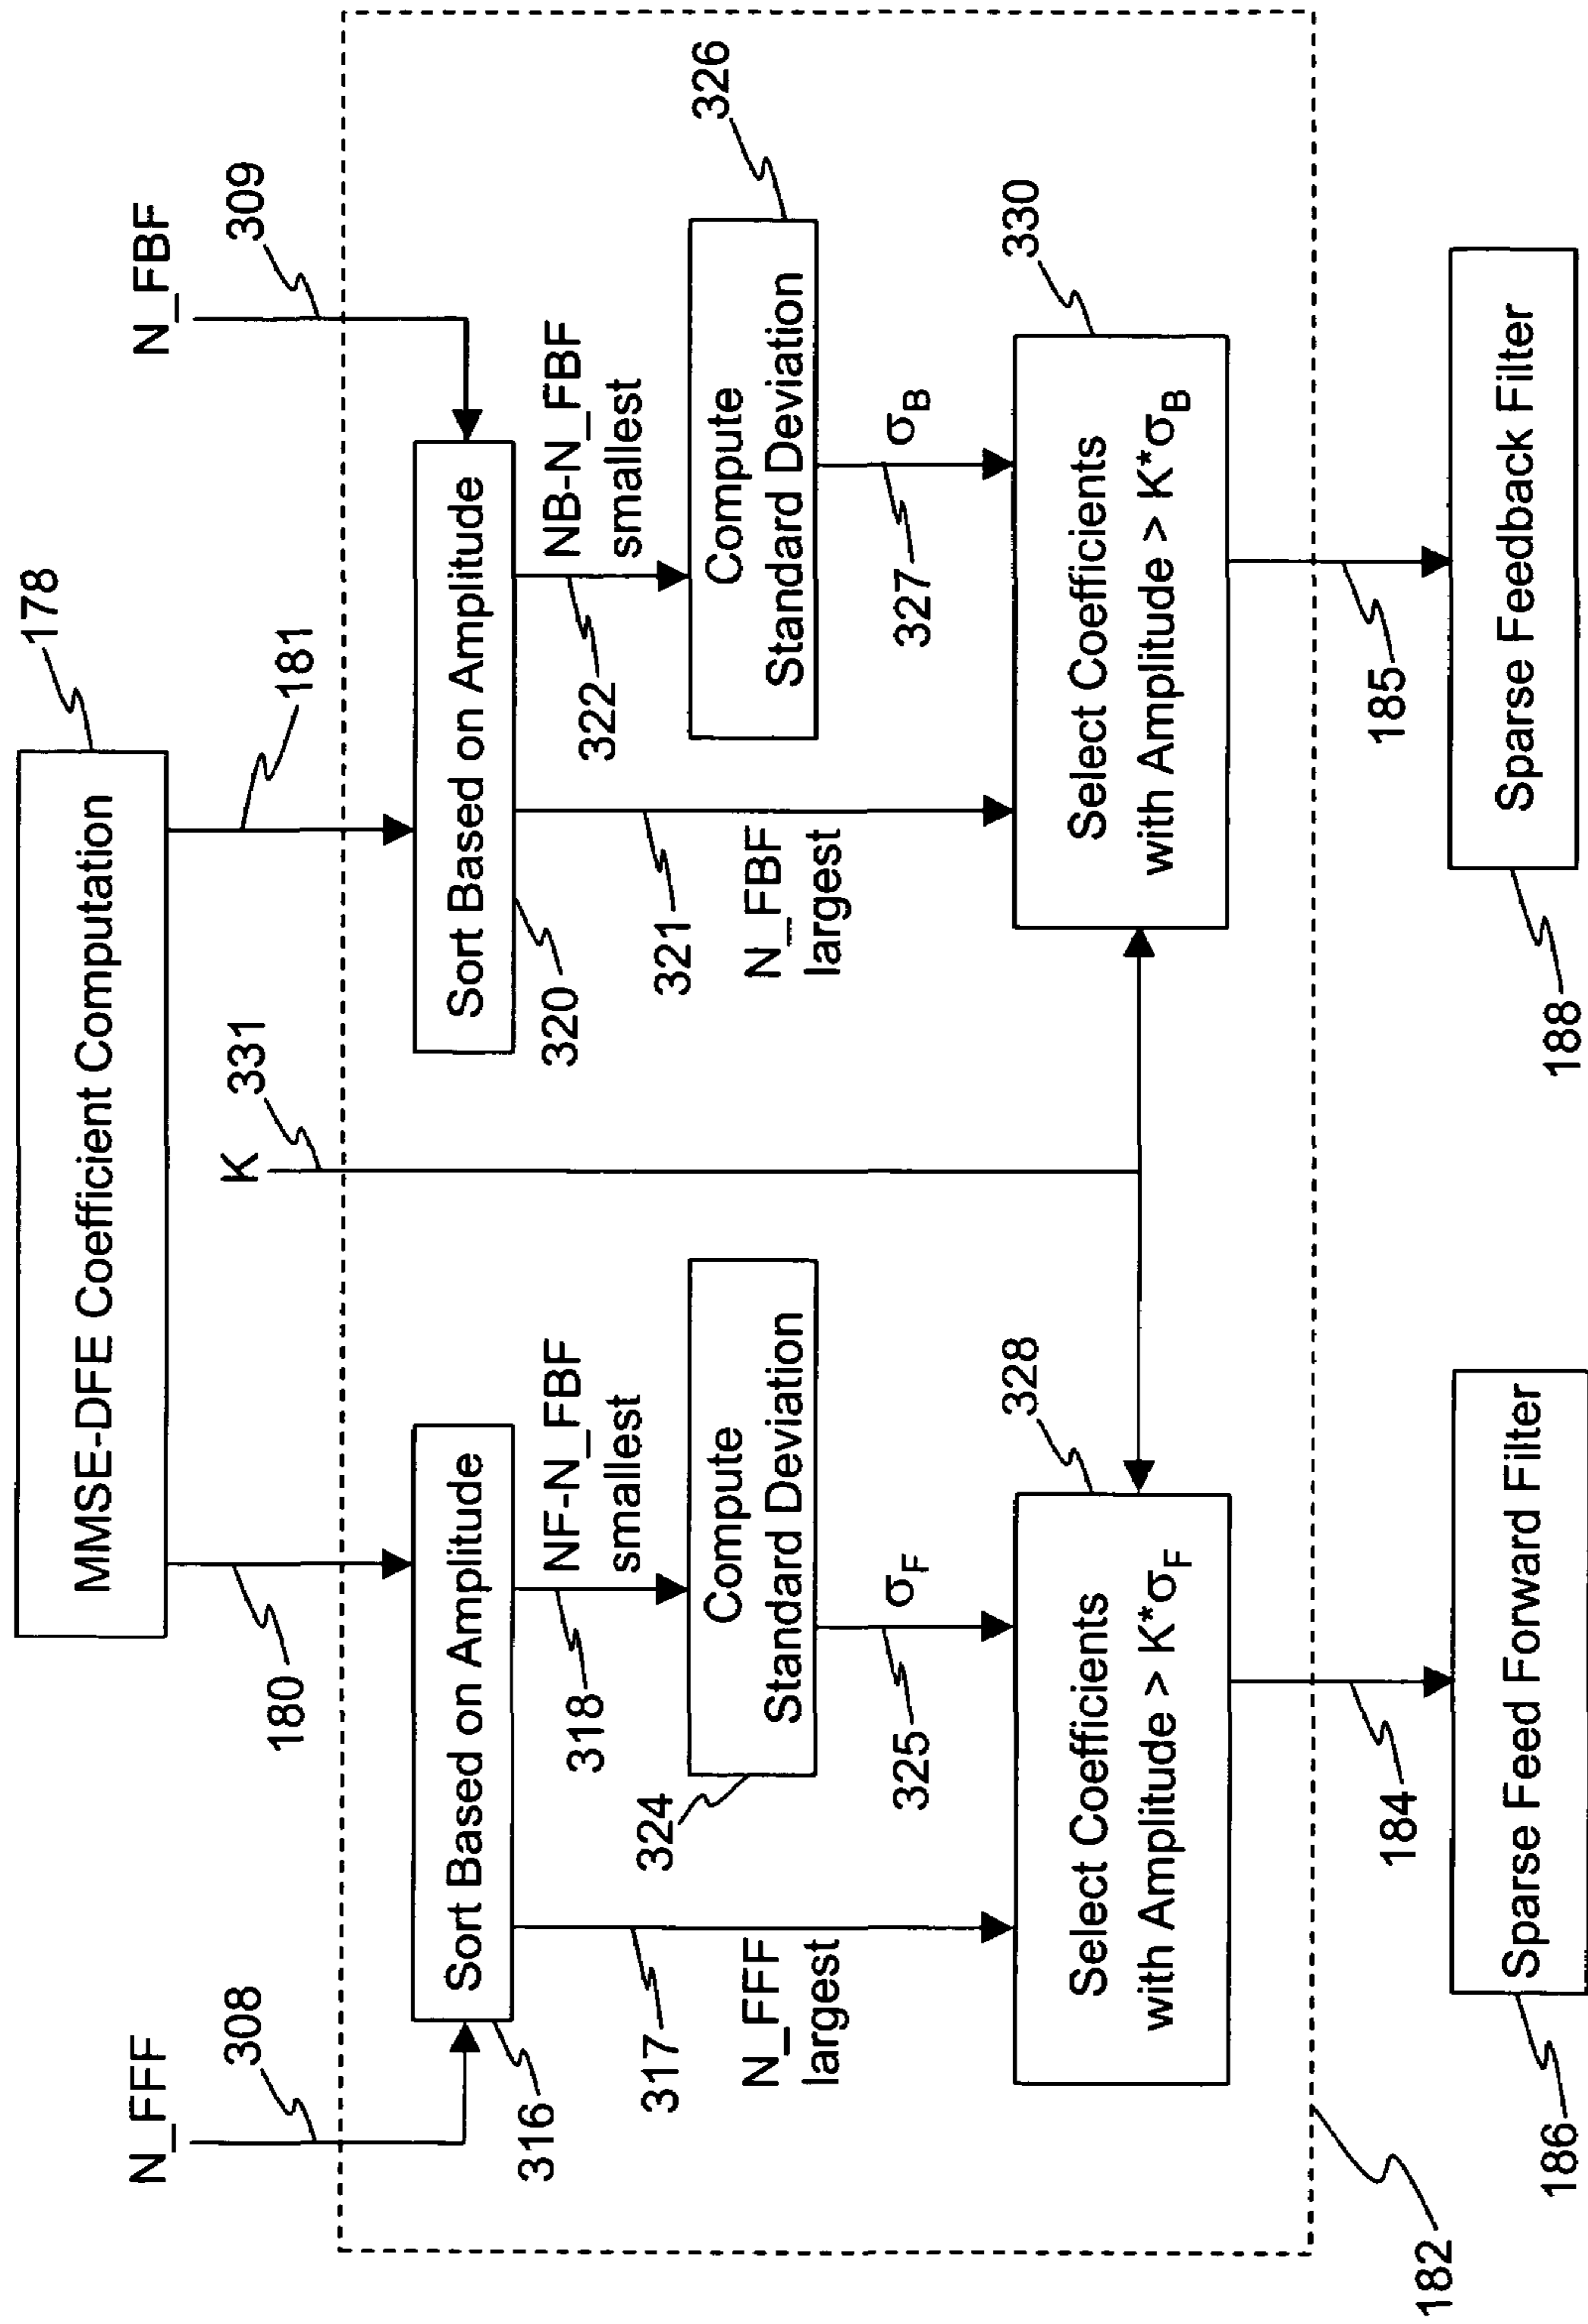 178
MMSE-DFE Coefficient Computation
N_FFF
308
180
K
331
181
N_FBF
309
Sort Based on Amplitude
316
Sort Based on Amplitude
320
317
N_FFF
largest
318
NF-N_FBF
smallest
321
N_FBF
largest
322
NB-N_FBF
smallest
324
Compute
Standard Deviation
Compute
Standard Deviation
326
325
σF
327
σB
328
Select Coefficients
with Amplitude > K*σF
330
Select Coefficients
with Amplitude > K*σB
182
184
185
186
Sparse Feed Forward Filter
188
Sparse Feedback Filter